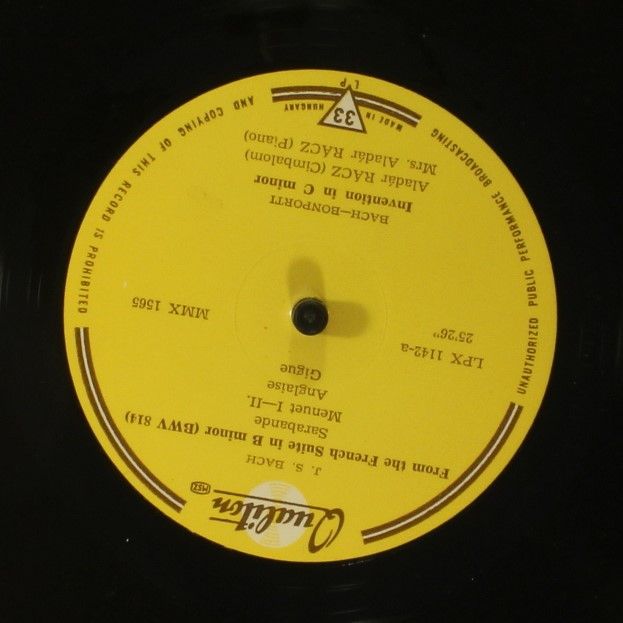 Qualiton
MSZ
J. S. BACH
From the French Suite in B minor (BWV 814)
Sarabande
Menuet I—II.
Anglaise
Gigue
LPX 1142-a
25'26"
MMX 1565
BACH—BONPORTI
Invention in C minor
Aladár RÁCZ (Cimbalom)
Mrs. Aladár RÁCZ (Piano)
MADE IN HUNGARY
33
LP
UNAUTHORIZED PUBLIC PERFORMANCE BROADCASTING AND COPYING OF THIS RECORD IS PROHIBITED